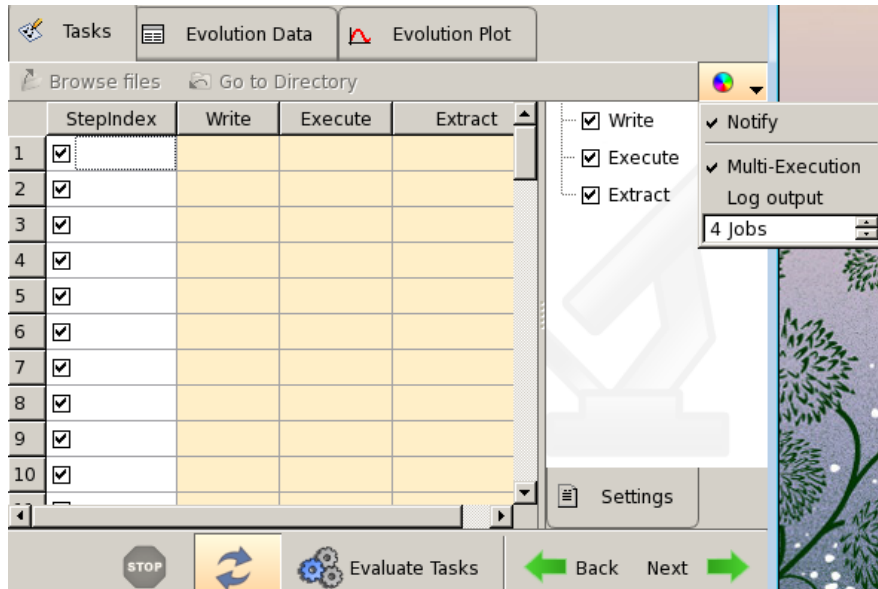 Tasks Evolution Data Evolution Plot
Browse files Go to Directory
StepIndex Write Execute Extract
1
2
3
4
5
6
7
8
9
10
Write
Execute
Extract
Notify
Multi-Execution
Log output
4 Jobs
Settings
STOP Evaluate Tasks Back Next